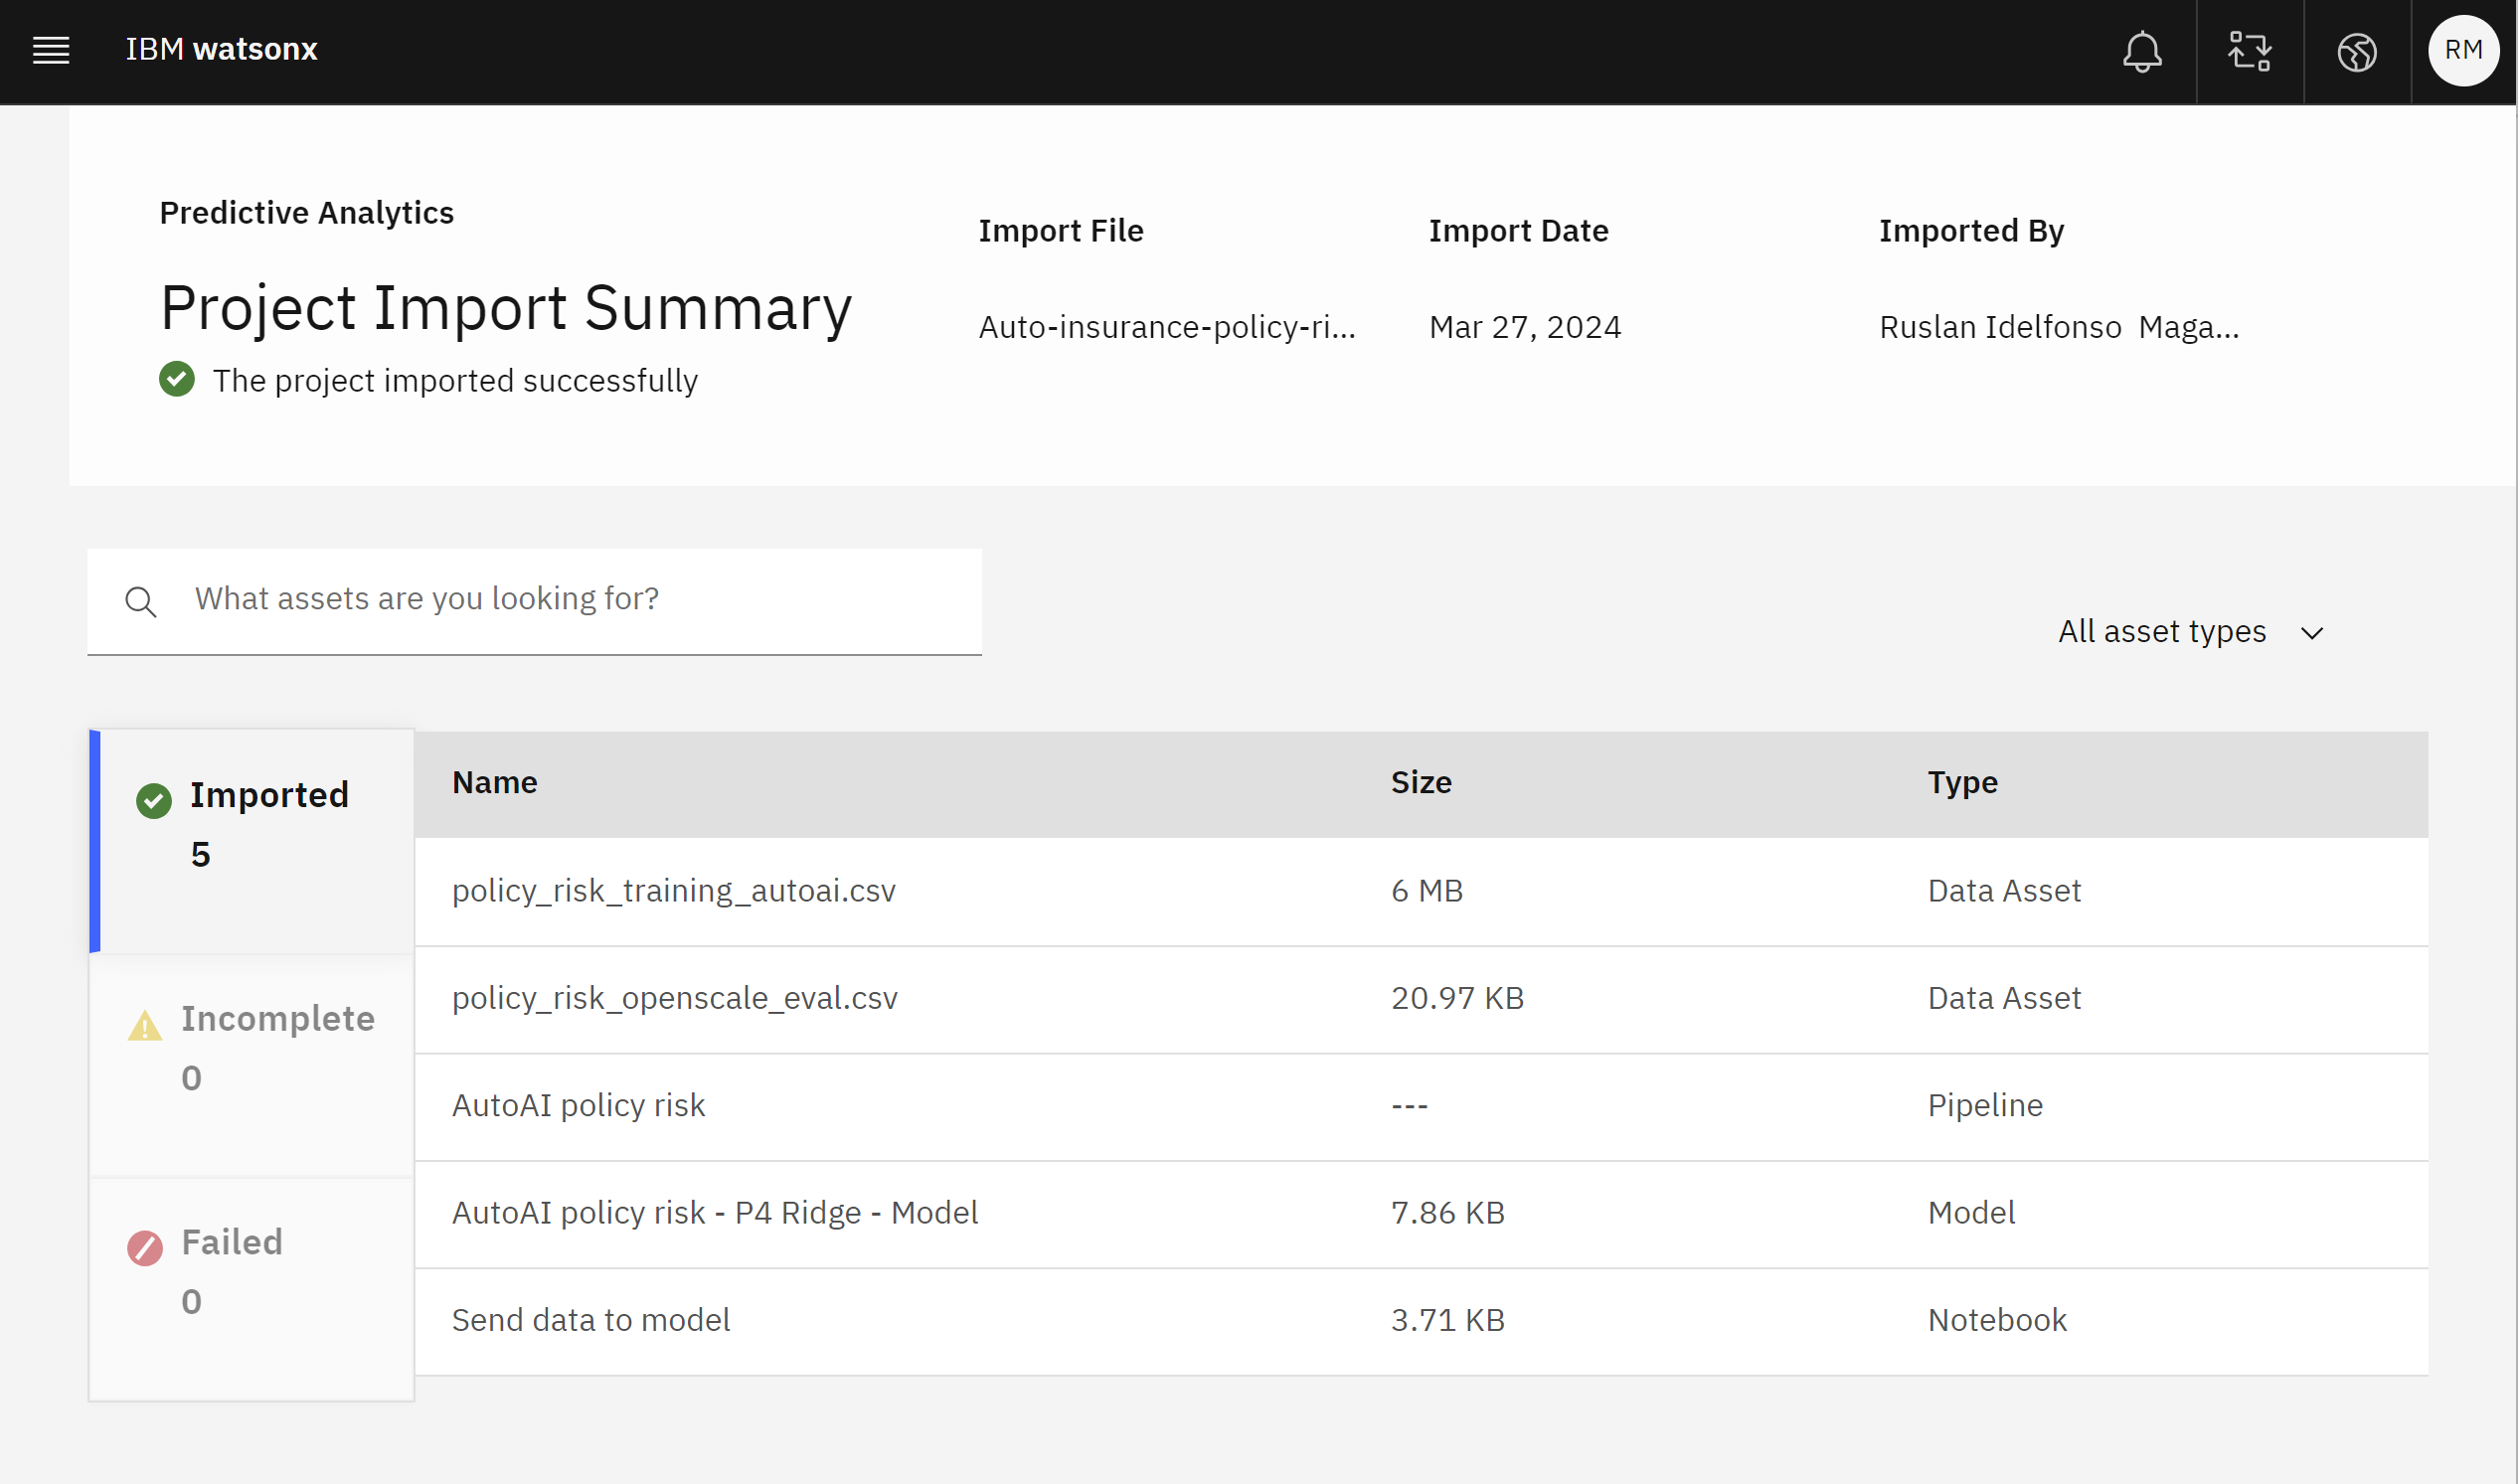 IBM watsonx
RM
Predictive Analytics
Project Import Summary
The project imported successfully
Import File
Auto-insurance-policy-ri...
Import Date
Mar 27, 2024
Imported By
Ruslan Idelfonso  Maga...
What assets are you looking for?
All asset types
Imported
5
Incomplete
0
Failed
0
Name Size Type
policy_risk_training_autoai.csv 6 MB Data Asset
policy_risk_openscale_eval.csv 20.97 KB Data Asset
AutoAI policy risk --- Pipeline
AutoAI policy risk - P4 Ridge - Model 7.86 KB Model
Send data to model 3.71 KB Notebook